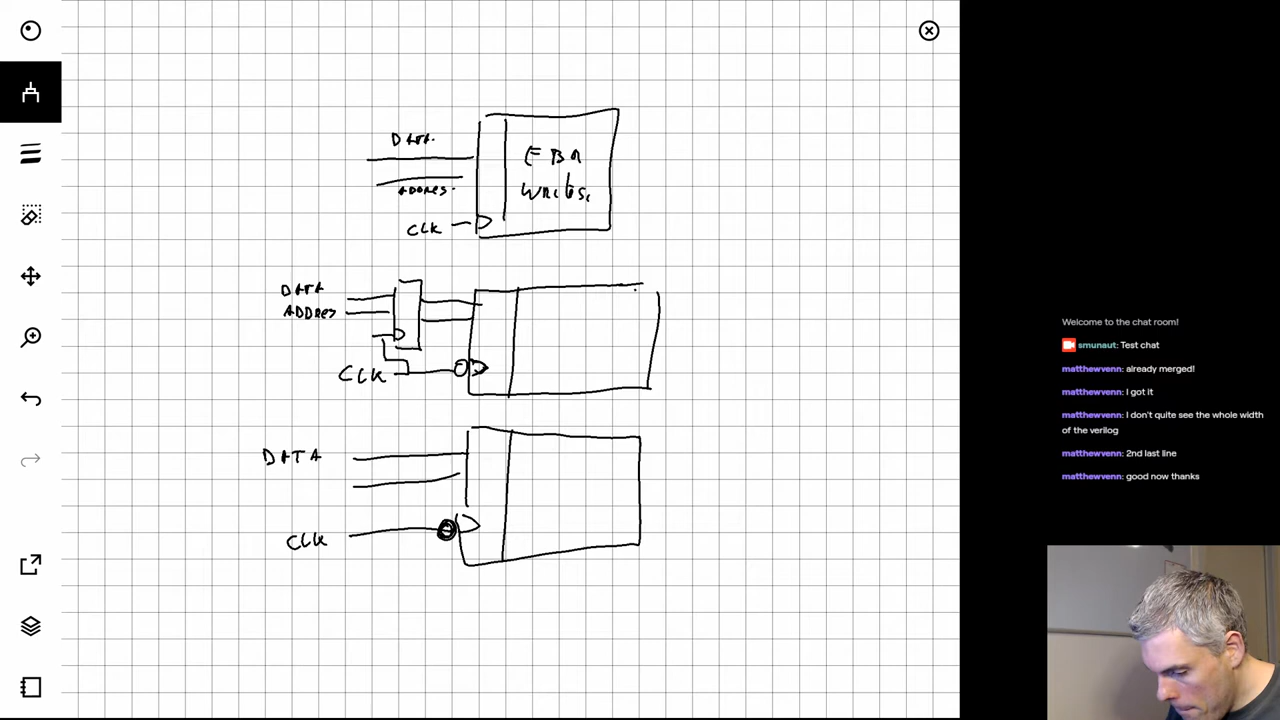 DATA
ADDRES.
CLK
EBR
Writes.
DATA
ADDRES
CLK
DATA
CLK
Welcome to the chat room!
smunaut: Test chat
matthewvenn: already merged!
matthewvenn: I got it
matthewvenn: I don't quite see the whole width
of the verilog
matthewvenn: 2nd last line
matthewvenn: good now thanks